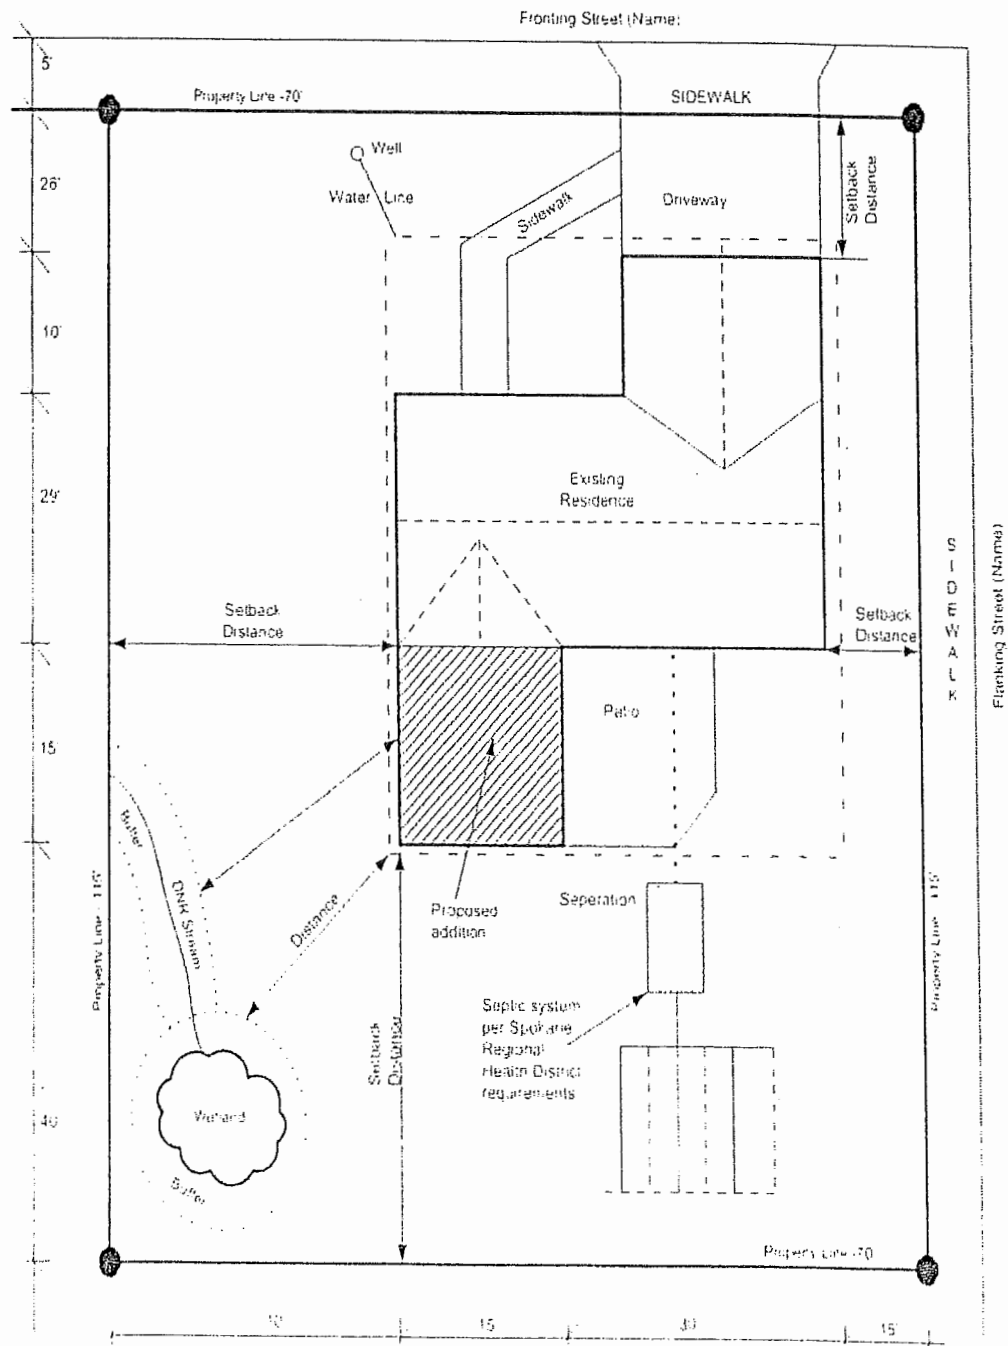 Fronting Street (Name)
5'
Property Line -70'
SIDEWALK
Well
26'
Water Line
Sidewalk
Driveway
Setback
Distance
10'
29'
Existing
Residence
SIDEWALK
Flanking Street (Name)
Setback
Distance
Setback
Distance
15'
Patio
Buffer
DNR Stream
Property Line - 115'
Distance
Proposed
addition
Seperation
Property Line - 115'
Septic system
per Spokane
Regional
Health District
requirements
Setback
Distance
40'
Wetland
Buffer
Property Line -70
15'
30'
15'